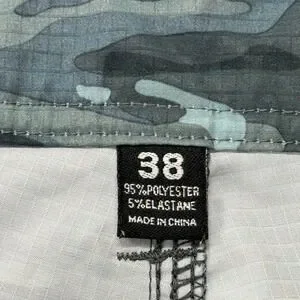 38
95%POLYESTER
5%ELASTANE
MADE IN CHINA